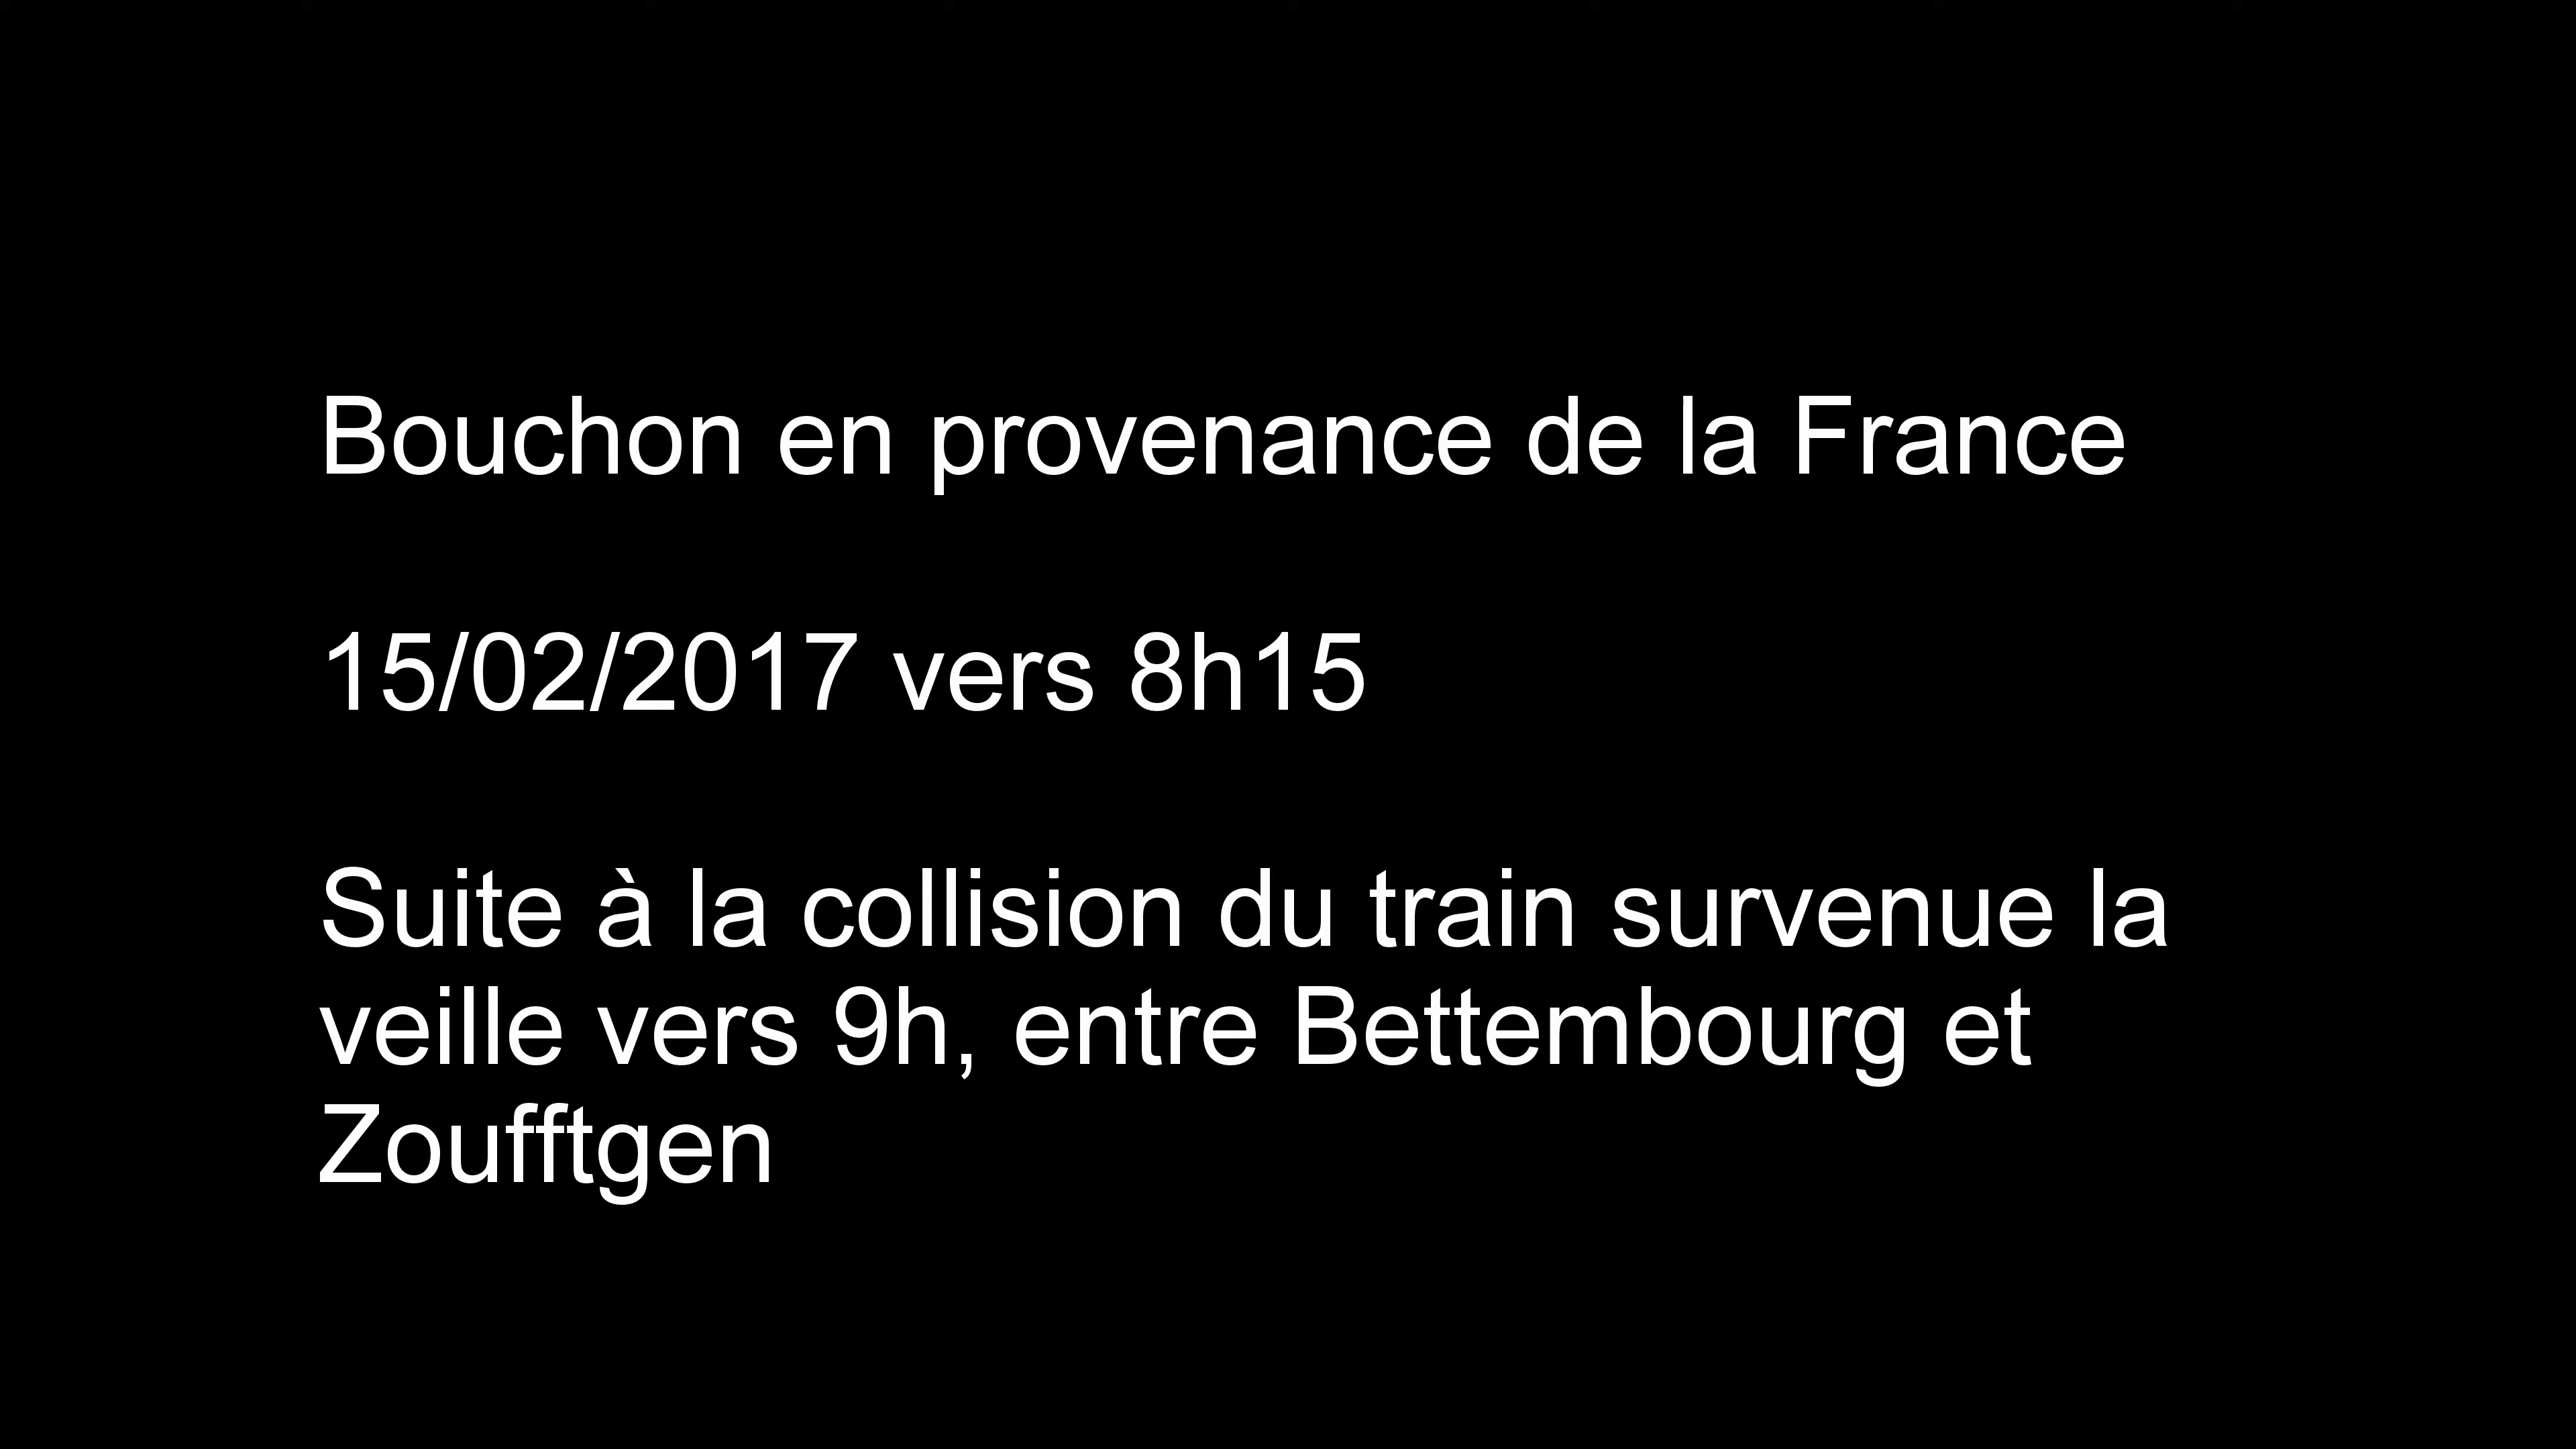 Bouchon en provenance de la France
15/02/2017 vers 8h15
Suite à la collision du train survenue la
veille vers 9h, entre Bettembourg et
Zoufftgen